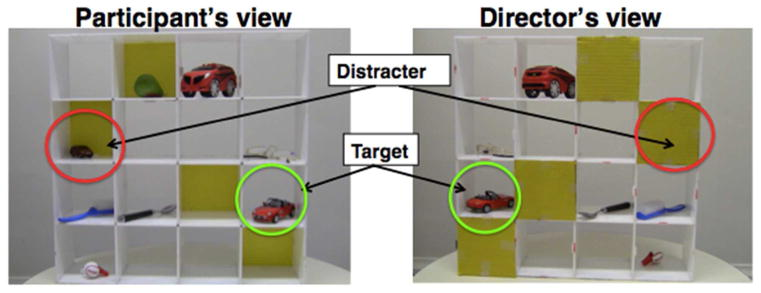 Participant's view
Director's view
Distracter
Target